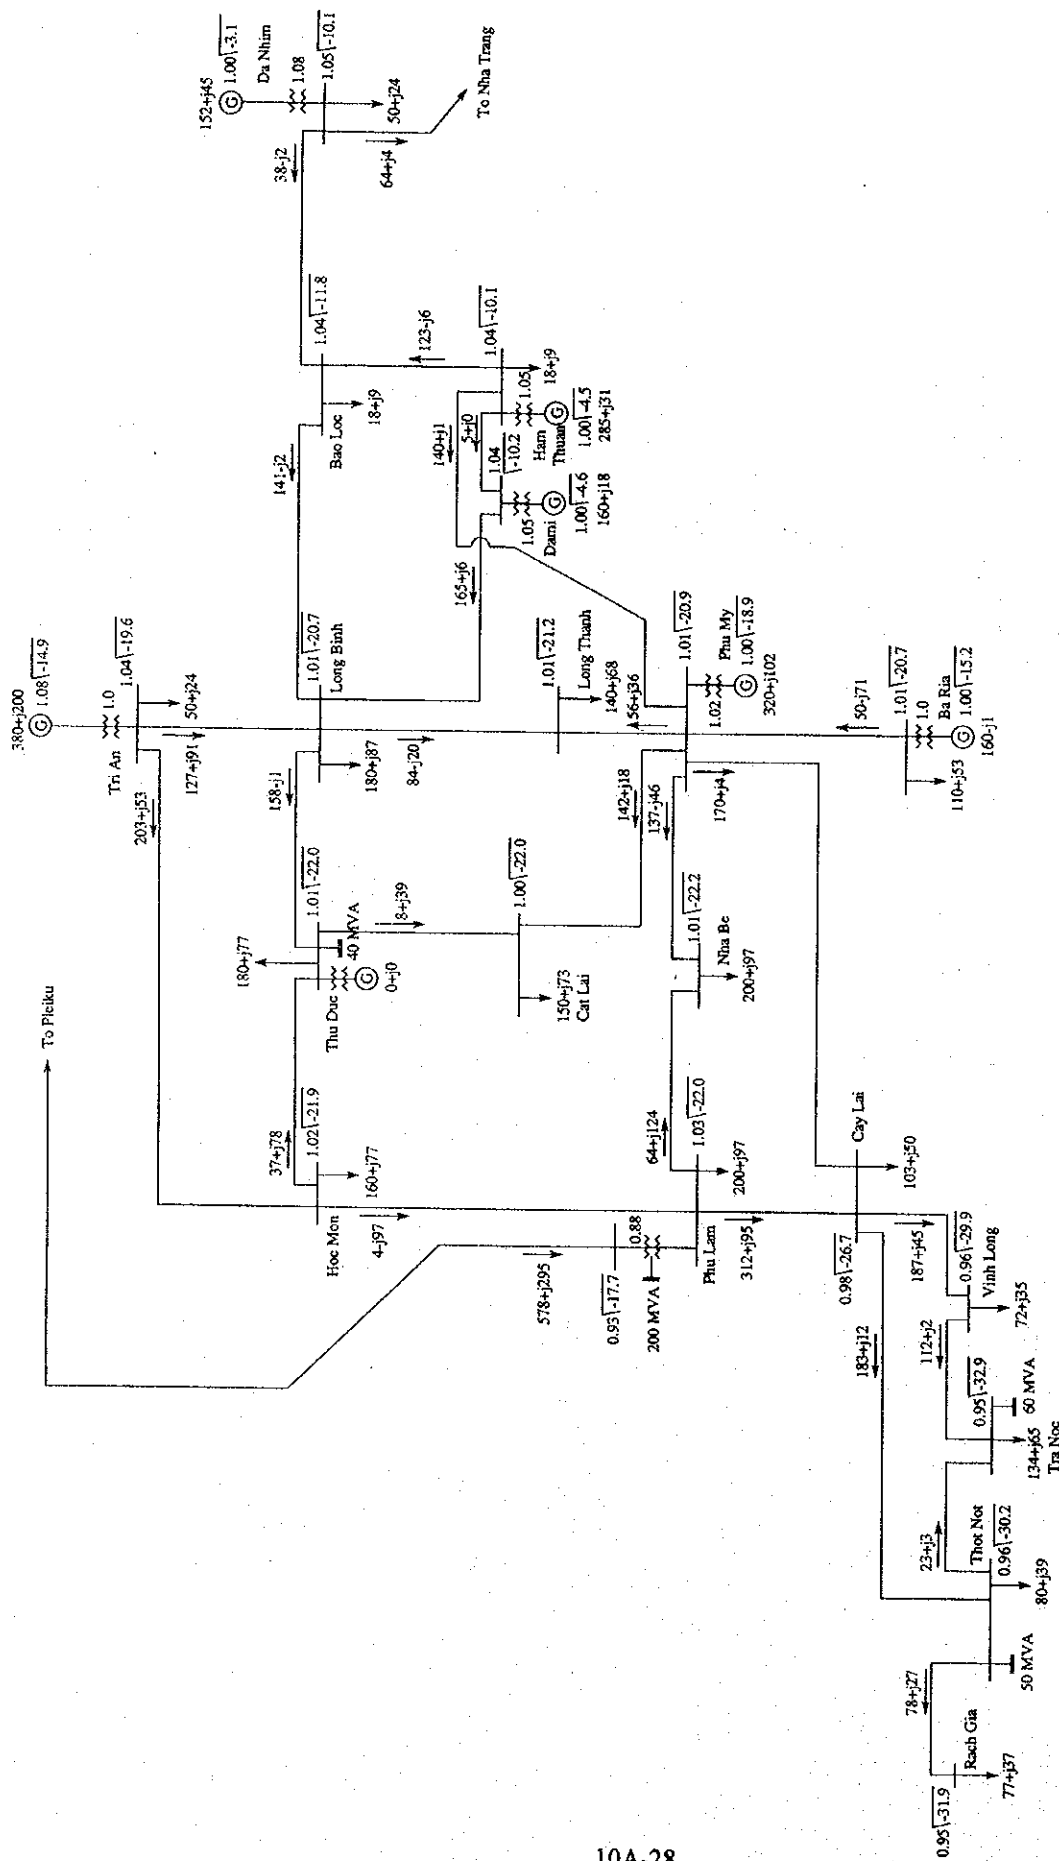 380+j200
1.08\-14.9
1.0
Tri An
1.04\-19.6
50+j24
203+j53
127+j91
152+j45
1.00\-3.1
Da Nhim
1.08
1.05\-10.1
50+j24
64+j4
To Nha Trang
38-j2
1.04\-11.8
18+j9
Bao Loc
141-j2
123-j6
1.04\-10.1
18+j9
140+j1
5+j0
1.05
Ham
Thuan
G
1.00\-4.5
285+j31
1.04
\-10.2
1.05
Dami
G
1.00\-4.6
160+j18
165+j6
1.01\-20.7
Long Binh
180+j87
158-j1
84-j20
1.01\-21.2
Long Thanh
140+j68
56+j36
1.01\-20.9
Phu My
1.02
G
1.00\-18.9
320+j102
142+j18
137-j46
170+j4
50-j71
1.01\-20.7
1.0
Ba Ria
G
1.00\-15.2
160-j1
110+j53
To Pleiku
180+j77
1.01\-22.0
40 MVA
Thu Duc
G
0+j0
8+j39
1.00\-22.0
150+j73
Cat Lai
1.01\-22.2
Nha Be
200+j97
37+j78
1.02\-21.9
160+j77
Hoc Mon
4-j97
64+j124
1.03\-22.0
200+j97
Phu Lam
0.88
578+j295
0.93\-17.7
200 MVA
312+j95
Cay Lai
103+j50
0.98\-26.7
187+j45
183+j12
0.96\-29.9
Vinh Long
72+j35
112+j2
0.95\-32.9
60 MVA
134+j65
Tra Noc
23+j3
Thot Not
0.96\-30.2
80+j39
50 MVA
78+j27
Rach Gia
77+j37
0.95\-31.9
G
G
10A-28